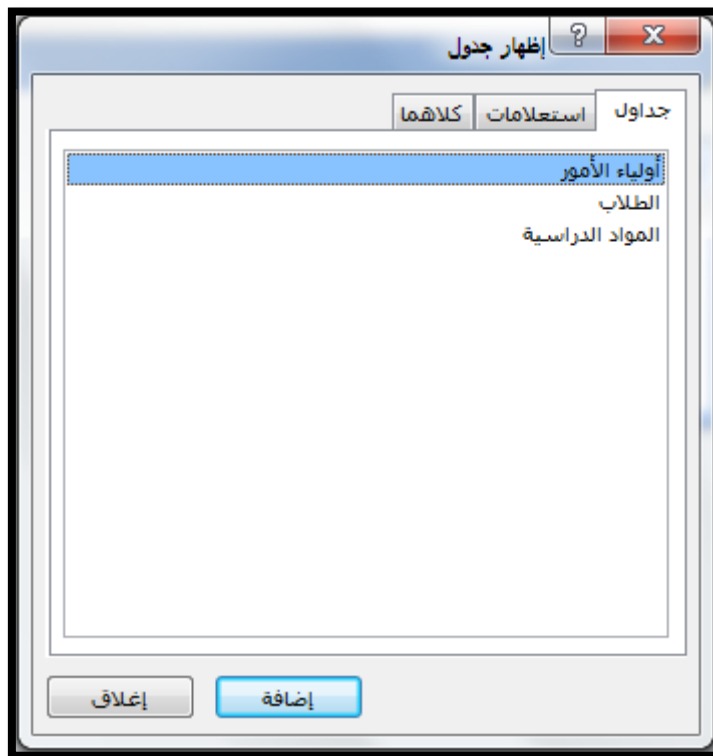 إظهار جدول
جداول استعلامات كلاهما
أولياء الأمور
الطلاب
المواد الدراسية
إضافة إغلاق